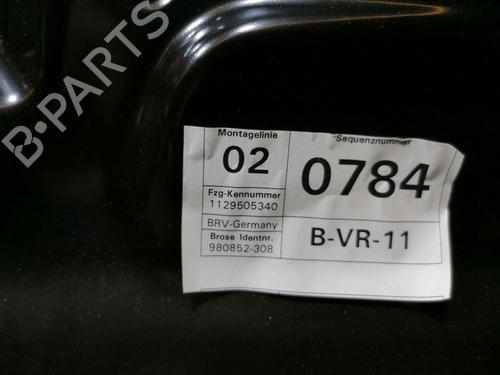 B-PARTS
Montagelinie
02
Fzg-Kennummer
1129505340
BRV-Germany
Brose Identnr.
980852-308
Sequenznummer
0784
B-VR-11